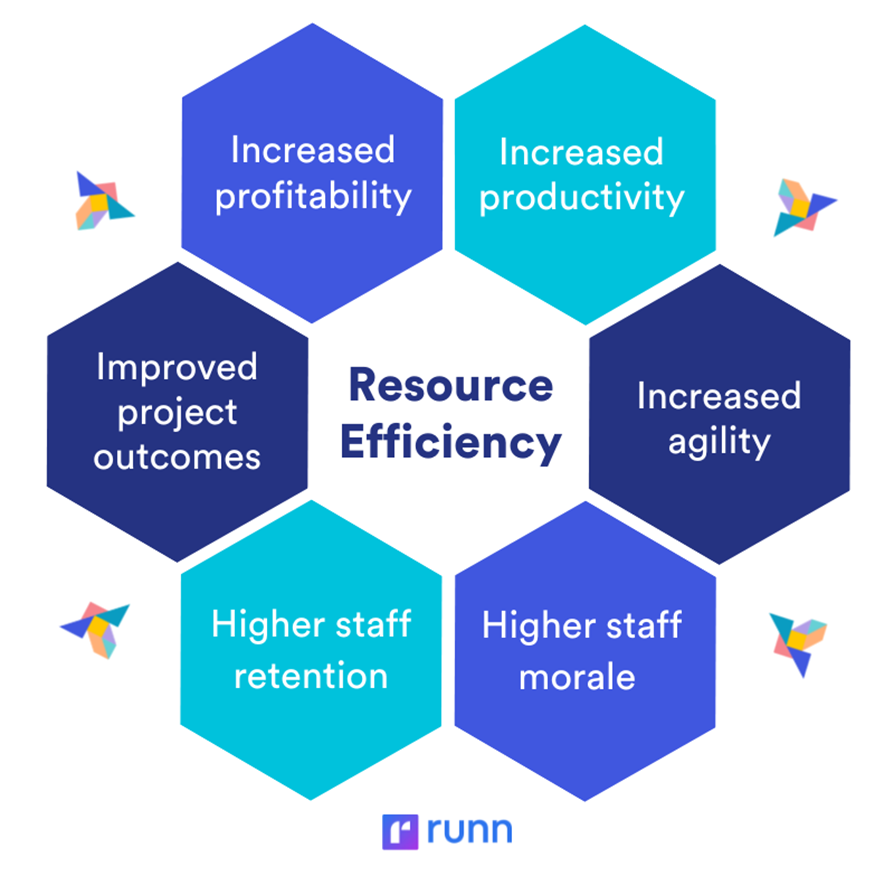 Increased
profitability
Increased
productivity
Improved
project
outcomes
Resource
Efficiency
Increased
agility
Higher staff
retention
Higher staff
morale
runn